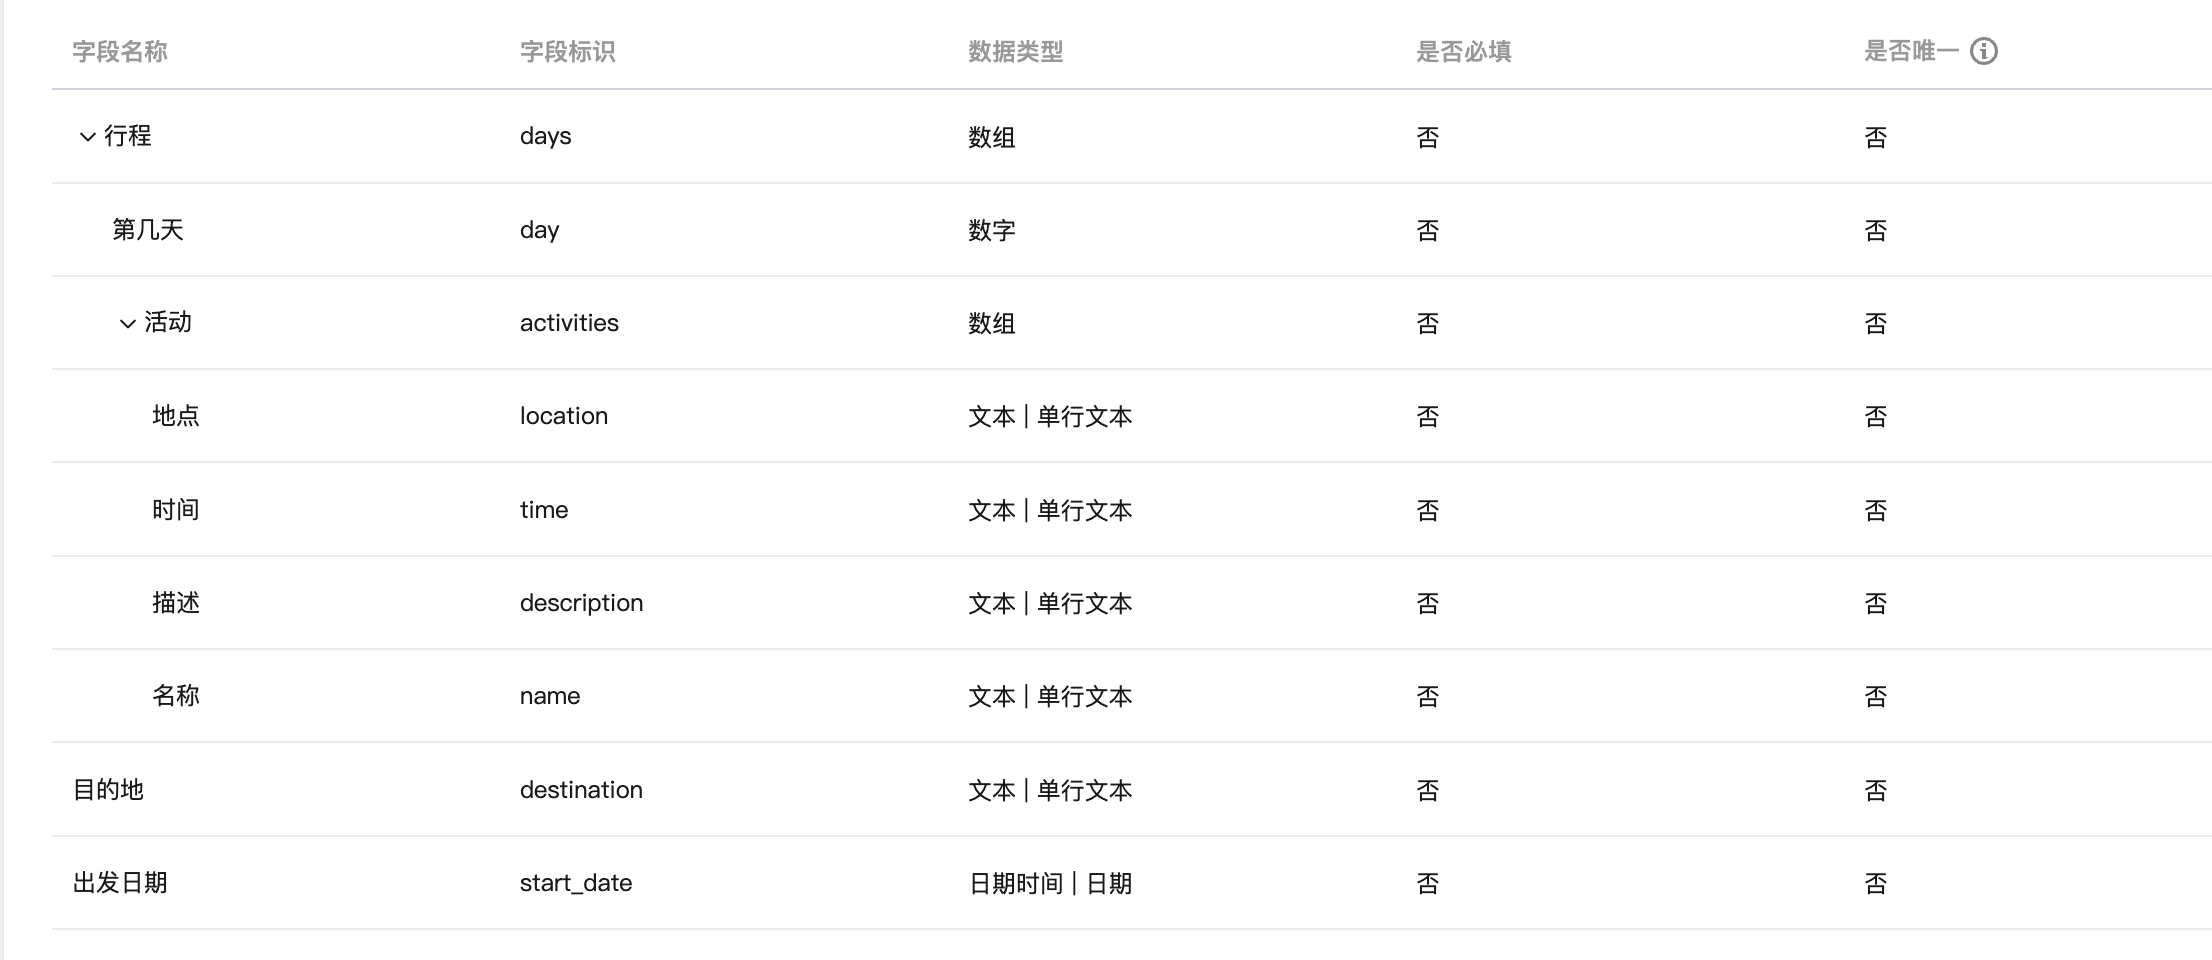 字段名称 字段标识 数据类型 是否必填 是否唯一
行程 days 数组 否 否
第几天 day 数字 否 否
活动 activities 数组 否 否
地点 location 文本 | 单行文本 否 否
时间 time 文本 | 单行文本 否 否
描述 description 文本 | 单行文本 否 否
名称 name 文本 | 单行文本 否 否
目的地 destination 文本 | 单行文本 否 否
出发日期 start_date 日期时间 | 日期 否 否